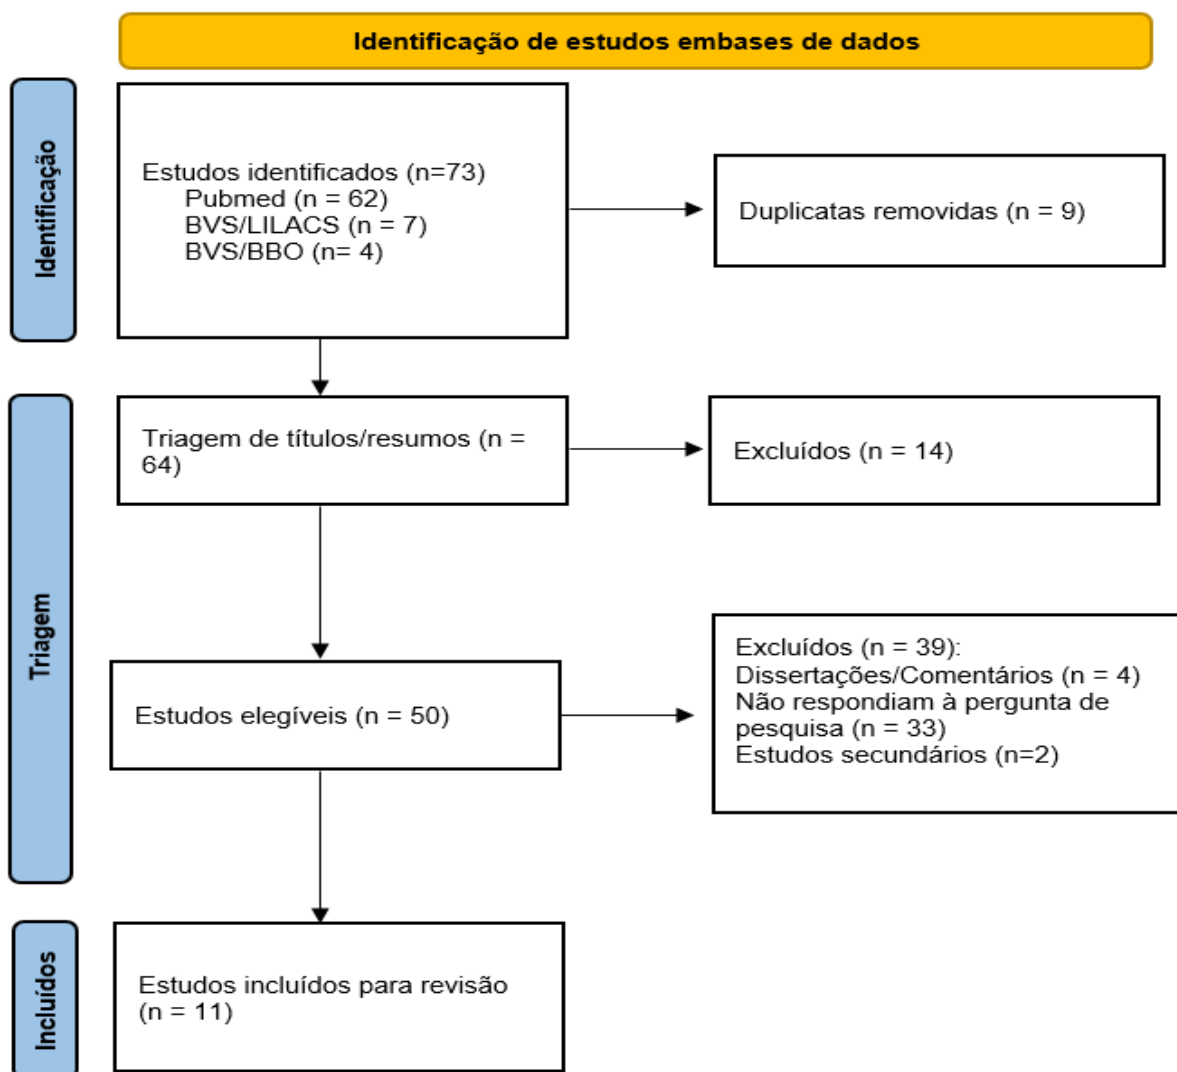 Identificação de estudos embases de dados
Identificação
Estudos identificados (n=73)
Pubmed (n = 62)
BVS/LILACS (n = 7)
BVS/BBO (n= 4)
Duplicatas removidas (n = 9)
Triagem
Triagem de títulos/resumos (n =
64)
Excluídos (n = 14)
Estudos elegíveis (n = 50)
Excluídos (n = 39):
Dissertações/Comentários (n = 4)
Não respondiam à pergunta de
pesquisa (n = 33)
Estudos secundários (n=2)
Incluídos
Estudos incluídos para revisão
(n = 11)